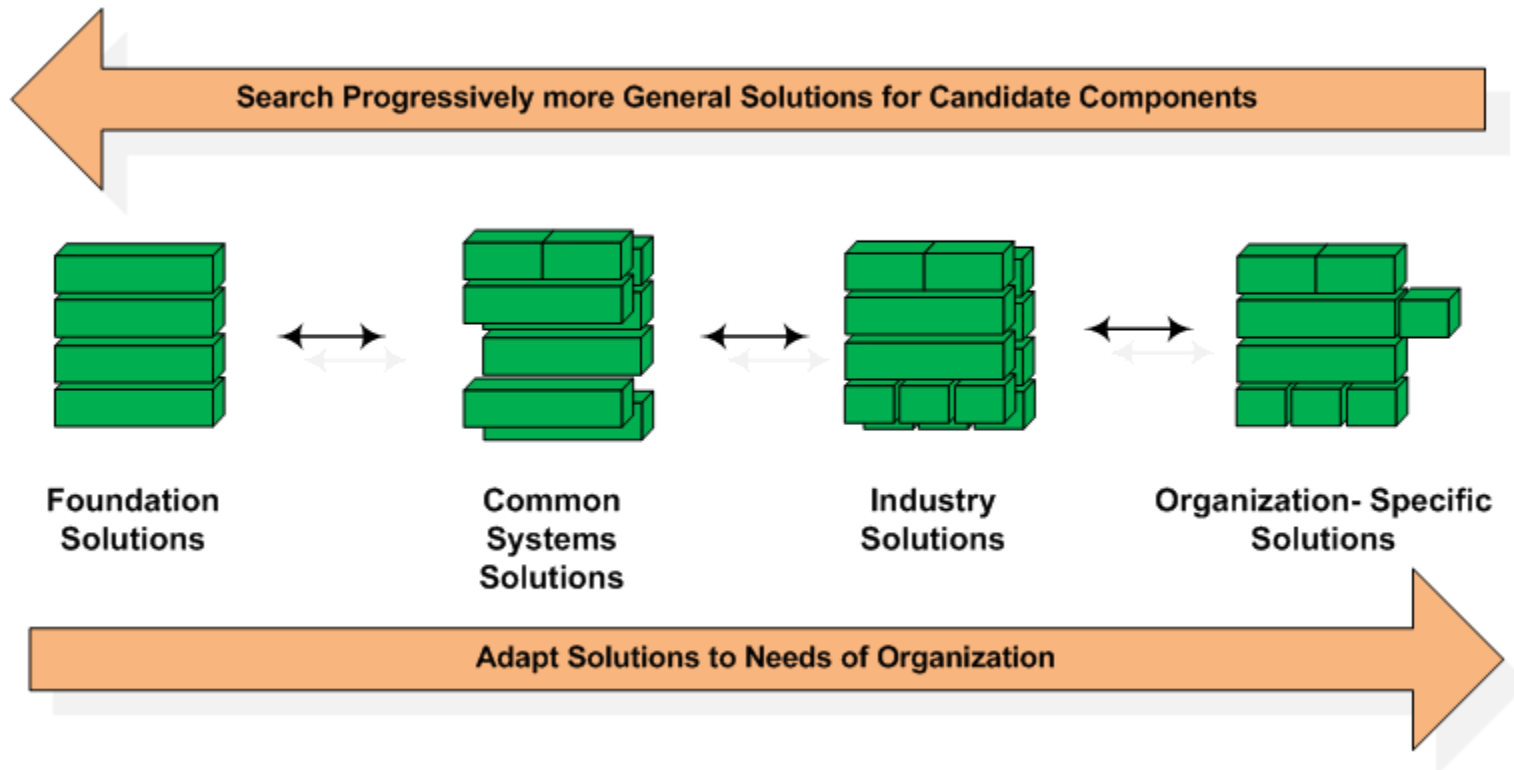 Search Progressively more General Solutions for Candidate Components
Foundation
Solutions
Common
Systems
Solutions
Industry
Solutions
Organization- Specific
Solutions
Adapt Solutions to Needs of Organization